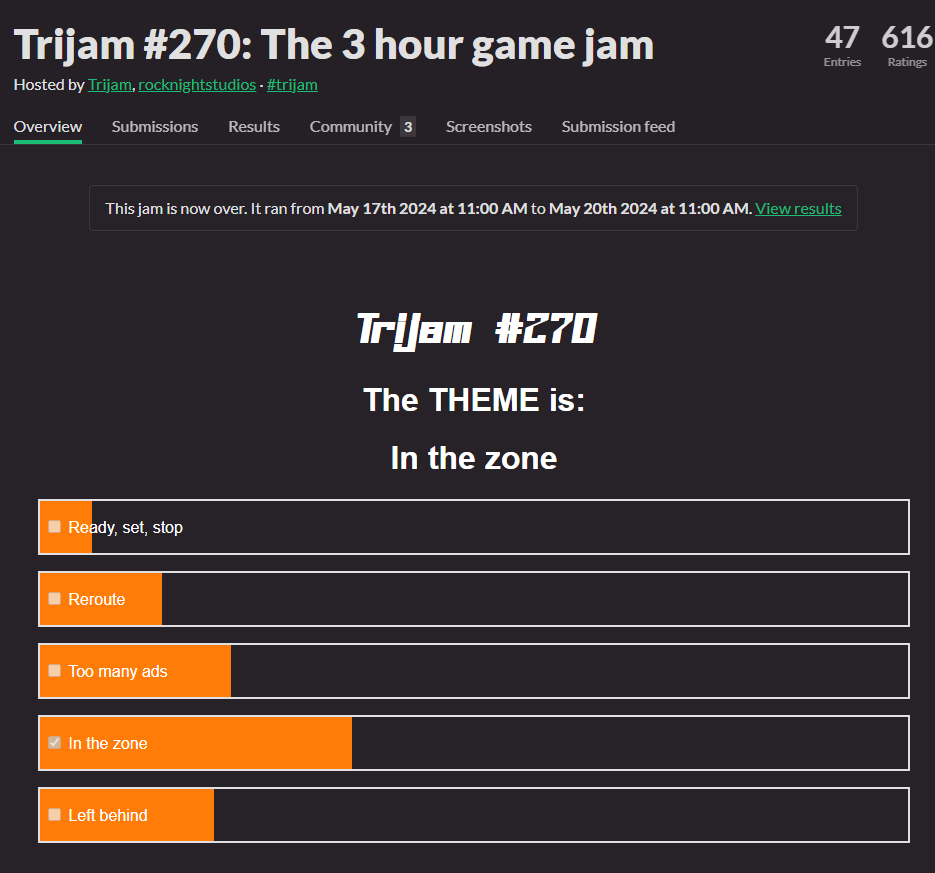 Trijam #270: The 3 hour game jam
47 Entries
616 Ratings
Hosted by Trijam, rocknightstudios · #trijam
Overview Submissions Results Community 3 Screenshots Submission feed
This jam is now over. It ran from May 17th 2024 at 11:00 AM to May 20th 2024 at 11:00 AM. View results
TriJam #270
The THEME is:
In the zone
Ready, set, stop
Reroute
Too many ads
In the zone
Left behind